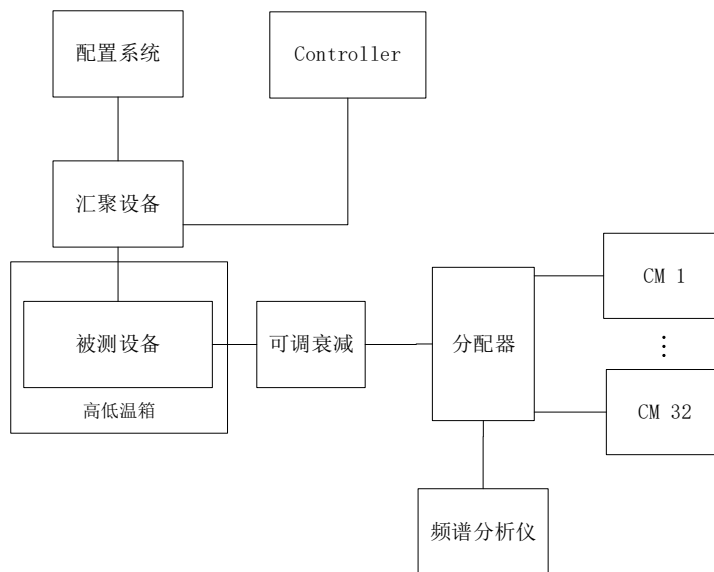 配置系统
Controller
汇聚设备
被测设备
高低温箱
可调衰减
分配器
CM 1
⋮
CM 32
频谱分析仪